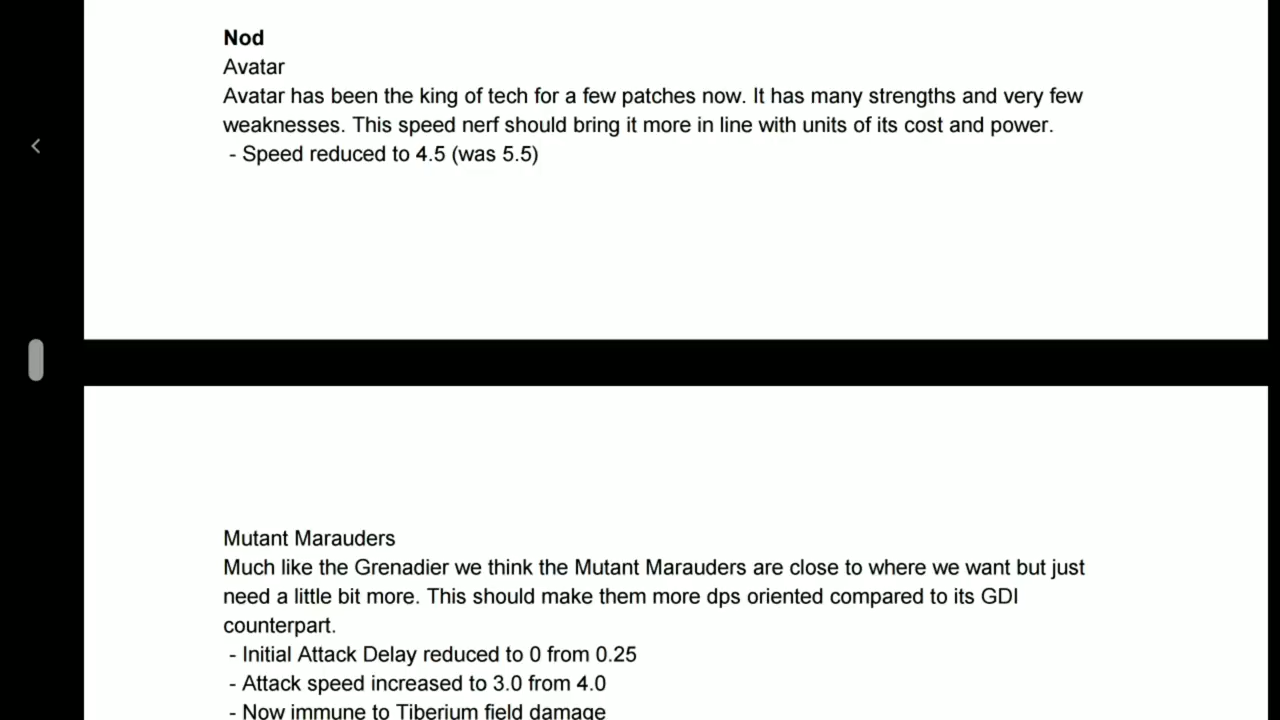 Nod
Avatar
Avatar has been the king of tech for a few patches now. It has many strengths and very few
weaknesses. This speed nerf should bring it more in line with units of its cost and power.
- Speed reduced to 4.5 (was 5.5)
Mutant Marauders
Much like the Grenadier we think the Mutant Marauders are close to where we want but just
need a little bit more. This should make them more dps oriented compared to its GDI
counterpart.
- Initial Attack Delay reduced to 0 from 0.25
- Attack speed increased to 3.0 from 4.0
- Now immune to Tiberium field damage